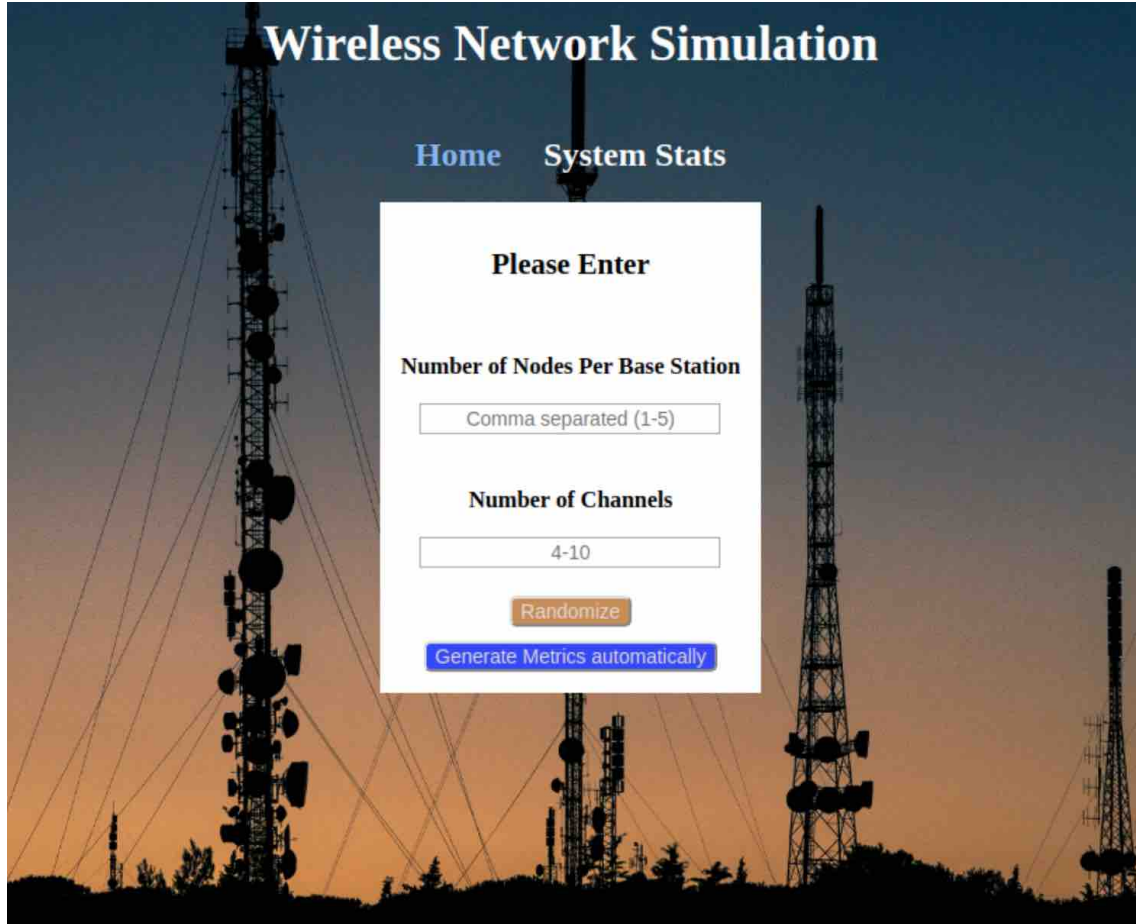 Wireless Network Simulation
Home System Stats
Please Enter
Number of Nodes Per Base Station
Comma separated (1-5)
Number of Channels
4-10
Randomize
Generate Metrics automatically